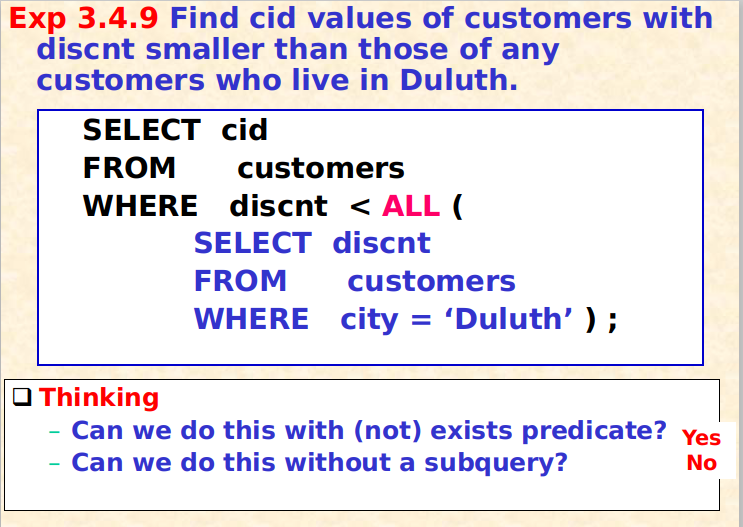 Exp 3.4.9 Find cid values of customers with
discnt smaller than those of any
customers who live in Duluth.
SELECT cid
FROM customers
WHERE discnt < ALL (
SELECT discnt
FROM customers
WHERE city = ‘Duluth’ ) ;
❑ Thinking
– Can we do this with (not) exists predicate? Yes
– Can we do this without a subquery? No